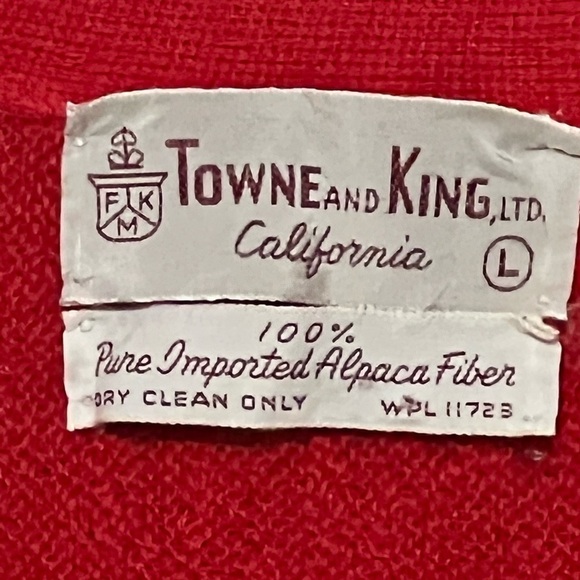 F K
M
TOWNE AND KING, LTD.
California
L
100%
Pure Imported Alpaca Fiber
DRY CLEAN ONLY WPL 11723